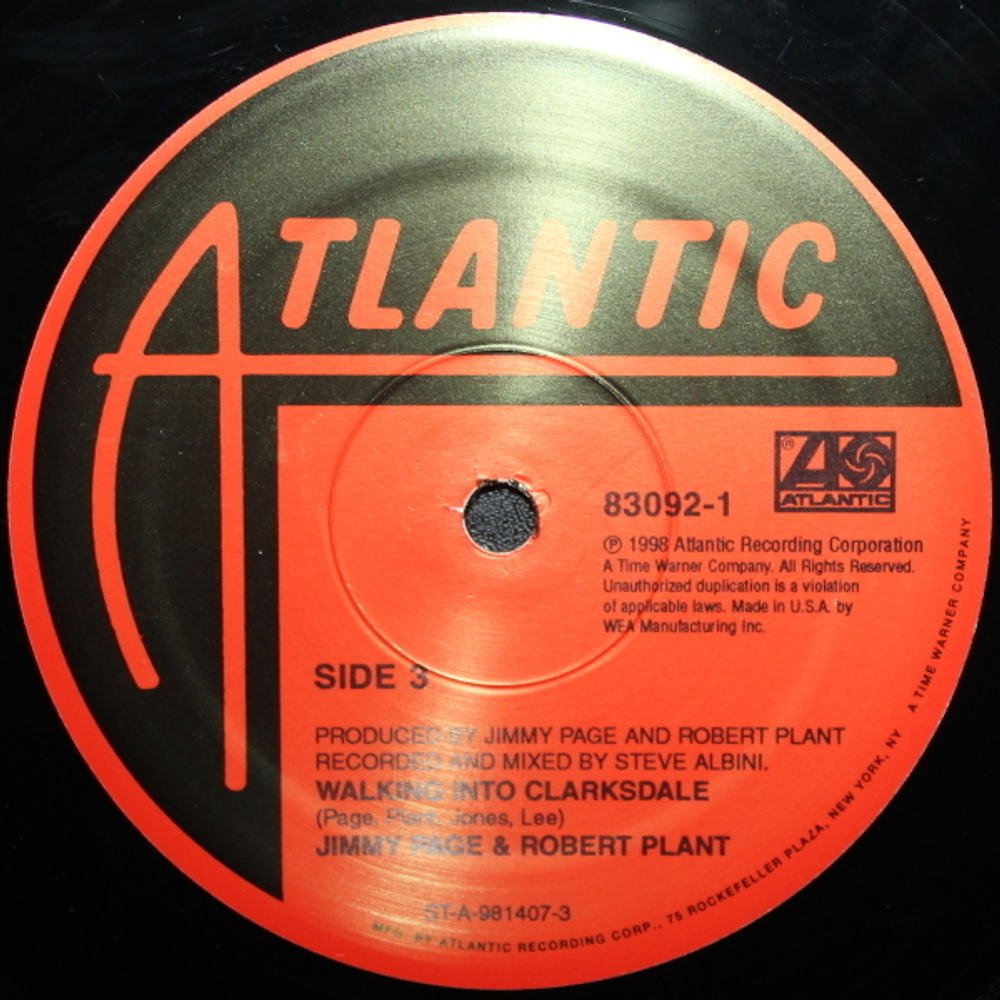 ATLANTIC
83092-1
® ATLANTIC
℗ 1998 Atlantic Recording Corporation
A Time Warner Company. All Rights Reserved.
Unauthorized duplication is a violation
of applicable laws. Made in U.S.A. by
WEA Manufacturing Inc.
SIDE 3
PRODUCED BY JIMMY PAGE AND ROBERT PLANT
RECORDED AND MIXED BY STEVE ALBINI.
WALKING INTO CLARKSDALE
(Page, Plant, Jones, Lee)
JIMMY PAGE & ROBERT PLANT
ST-A-981407-3
MFG. BY ATLANTIC RECORDING CORP., 75 ROCKEFELLER PLAZA, NEW YORK, NY A TIME WARNER COMPANY